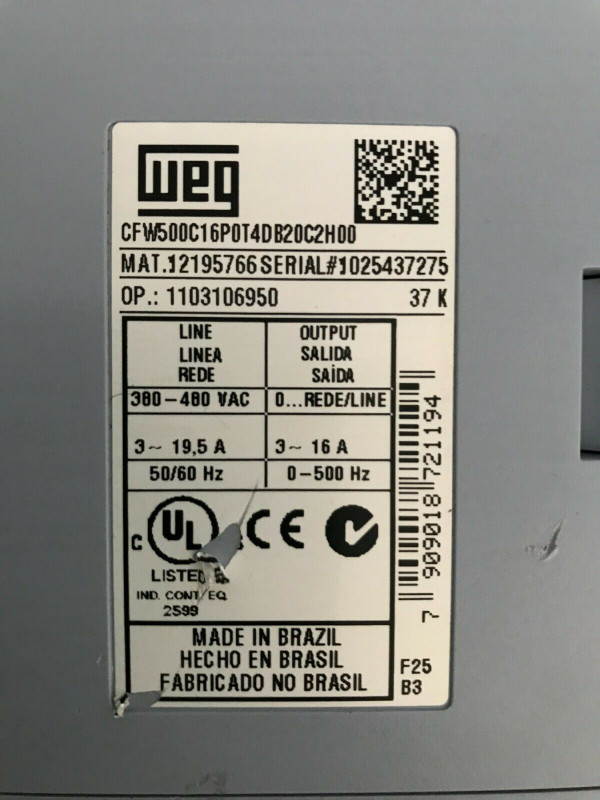 weg
CFW500C16P0T4DB20C2H00
MAT.12195766 SERIAL#1025437275
OP.: 1103106950 37 K
LINE OUTPUT
LINEA SALIDA
REDE SAÍDA
380-480 VAC 0...REDE/LINE
3~ 19,5 A 3~ 16 A
50/60 Hz 0-500 Hz
C UL CE
LISTED
IND. CONT. EQ.
2599
7 909018 721194
MADE IN BRAZIL
HECHO EN BRASIL
FABRICADO NO BRASIL
F25
B3